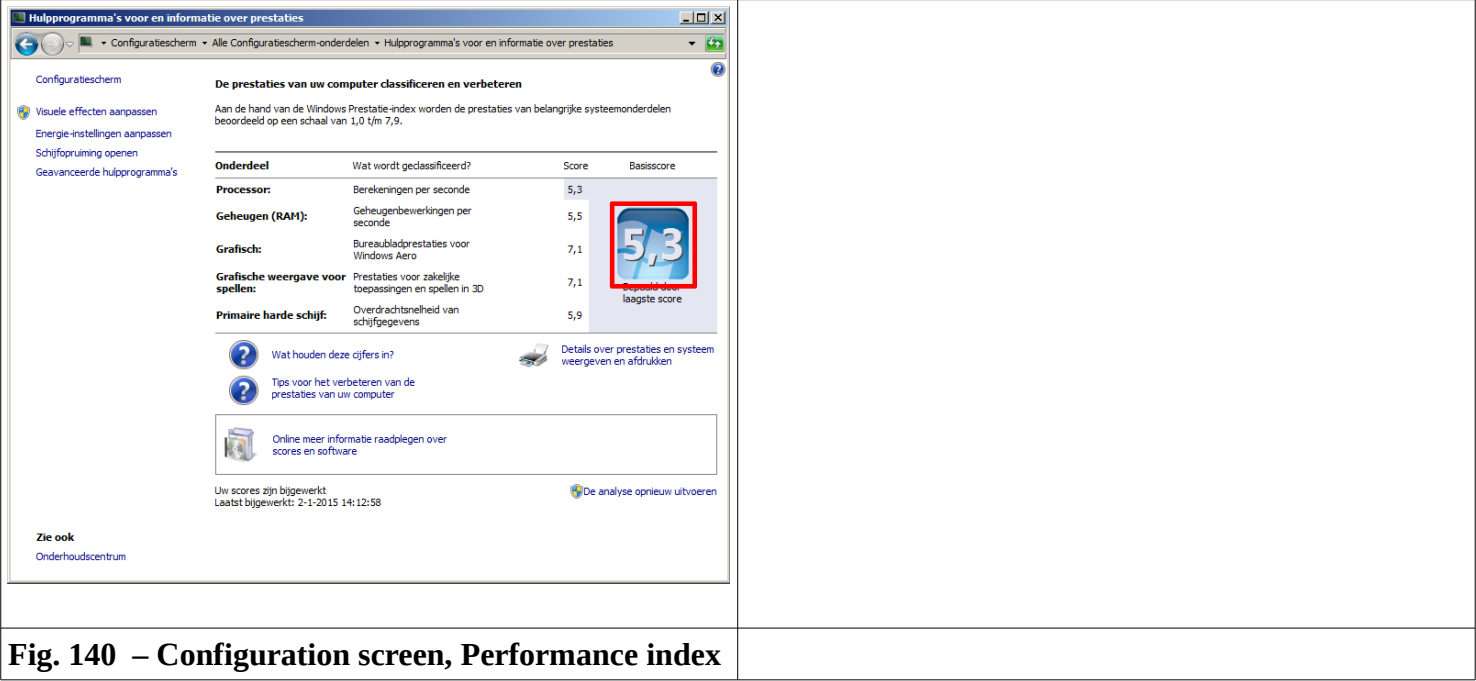 Hulpprogramma's voor en informatie over prestaties
Configuratiescherm Alle Configuratiescherm-onderdelen Hulpprogramma's voor en informatie over prestaties
Configuratiescherm
Visuele effecten aanpassen
Energie-instellingen aanpassen
Schijfopruiming openen
Geavanceerde hulpprogramma's
De prestaties van uw computer classificeren en verbeteren
Aan de hand van de Windows Prestatie-index worden de prestaties van belangrijke systeemonderdelen
beoordeeld op een schaal van 1,0 t/m 7,9.
Onderdeel Wat wordt geclassificeerd? Score Basisscore
Processor: Berekeningen per seconde 5,3
Geheugen (RAM): Geheugenbewerkingen per
seconde 5,5
Grafisch: Bureaubladprestaties voor
Windows Aero 7,1
Grafische weergave voor
spellen: Prestaties voor zakelijke
toepassingen en spellen in 3D 7,1
Primaire harde schijf: Overdrachtsnelheid van
schijfgegevens 5,9
5,3
Bepaald door
laagste score
Wat houden deze cijfers in?
Details over prestaties en systeem
weergeven en afdrukken
Tips voor het verbeteren van de
prestaties van uw computer
Online meer informatie raadplegen over
scores en software
Uw scores zijn bijgewerkt
Laatst bijgewerkt: 2-1-2015 14:12:58
De analyse opnieuw uitvoeren
Zie ook
Onderhoudscentrum
Fig. 140 – Configuration screen, Performance index